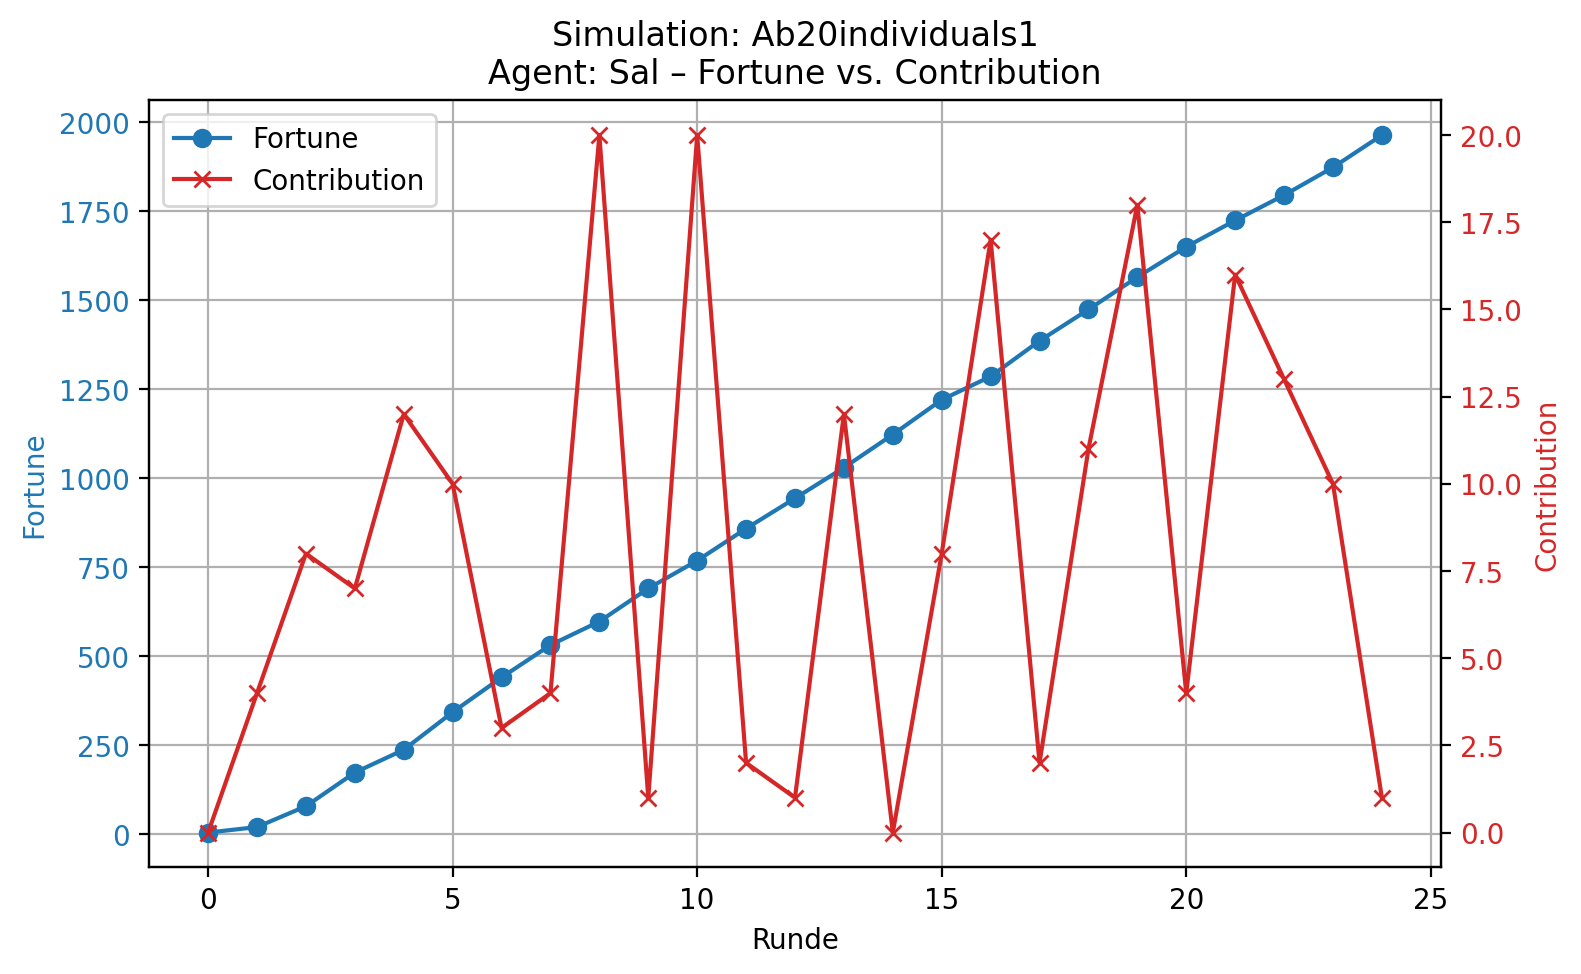 Simulation: Ab20individuals1
Agent: Sal – Fortune vs. Contribution
Fortune
Contribution
2000
1750
1500
1250
1000
750
500
250
0
Fortune
20.0
17.5
15.0
12.5
10.0
7.5
5.0
2.5
0.0
Contribution
0 5 10 15 20 25
Runde